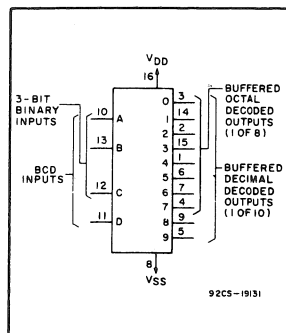 VDD
16
3-BIT
BINARY
INPUTS
BCD
INPUTS
10 A
13 B
12 C
11 D
0 3
1 14
2 2
3 15
4 1
5 6
6 7
7 4
8 9
9 5
BUFFERED
OCTAL
DECODED
OUTPUTS
(1 OF 8)
BUFFERED
DECIMAL
DECODED
OUTPUTS
(1 OF 10)
8
VSS
92CS-19131